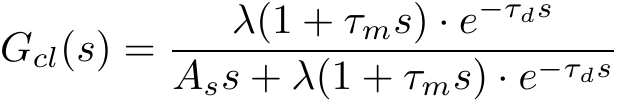 G_{cl}(s) = \frac{\lambda(1 + \tau_m s) \cdot e^{-\tau_d s}}{A_s s + \lambda(1 + \tau_m s) \cdot e^{-\tau_d s}}